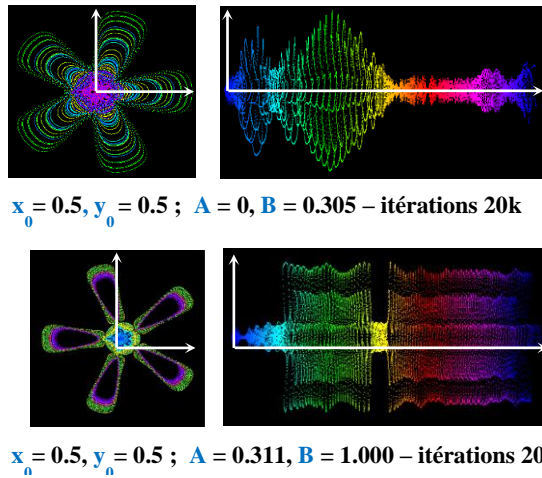 x₀ = 0.5, y₀ = 0.5 ; A = 0, B = 0.305 – itérations 20k
x₀ = 0.5, y₀ = 0.5 ; A = 0.311, B = 1.000 – itérations 20